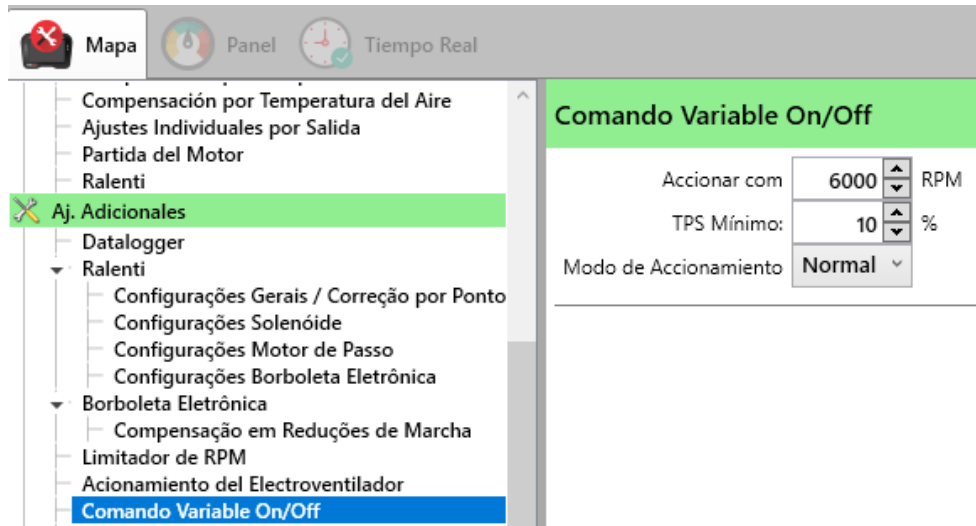 Mapa
Panel
Tiempo Real
Compensación por Temperatura del Aire
Ajustes Individuales por Salida
Partida del Motor
Ralenti
Aj. Adicionales
Datalogger
Ralenti
Configurações Gerais / Correção por Ponto
Configurações Solenóide
Configurações Motor de Passo
Configurações Borboleta Eletrônica
Borboleta Eletrônica
Compensação em Reduções de Marcha
Limitador de RPM
Acionamiento del Electroventilador
Comando Variable On/Off
Comando Variable On/Off
Accionar com 6000 RPM
TPS Mínimo: 10 %
Modo de Accionamiento Normal